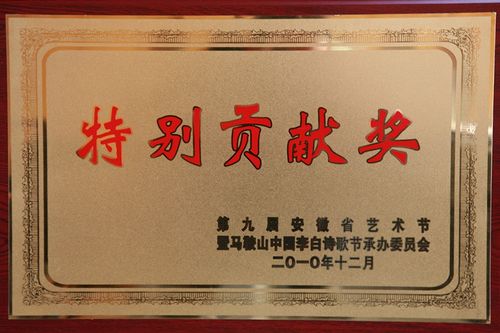 特别贡献奖
第九届安徽省艺术节
暨马鞍山中国李白诗歌节承办委员会
二〇一〇年十二月